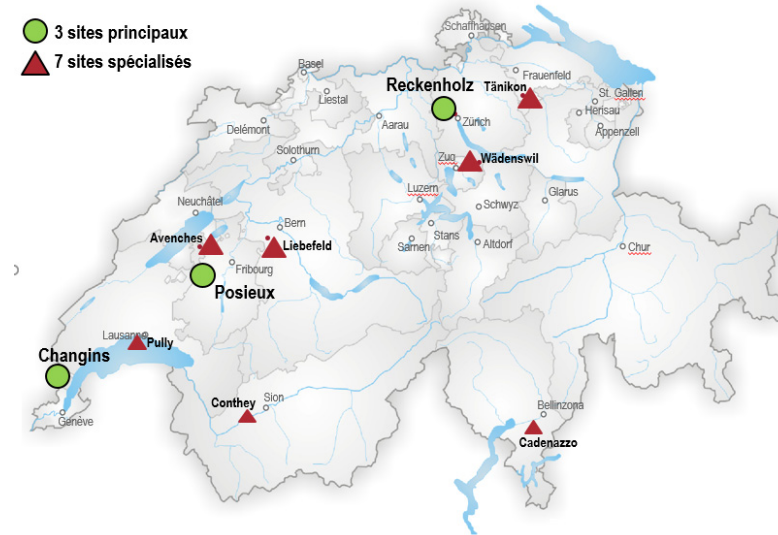 3 sites principaux
7 sites spécialisés
Schaffhausen
Basel
Frauenfeld
Reckenholz
Tänikon
Liestal
St. Gallen
Herisau
Zürich
Aarau
Delémont
Appenzell
Solothurn
Zug
Wädenswil
Luzern
Glarus
Neuchâtel
Schwyz
Bern
Avenches
Liebefeld
Stans
Sarnen
Altdorf
Chur
Fribourg
Posieux
Lausanne
Pully
Changins
Conthey
Sion
Bellinzona
Genève
Cadenazzo